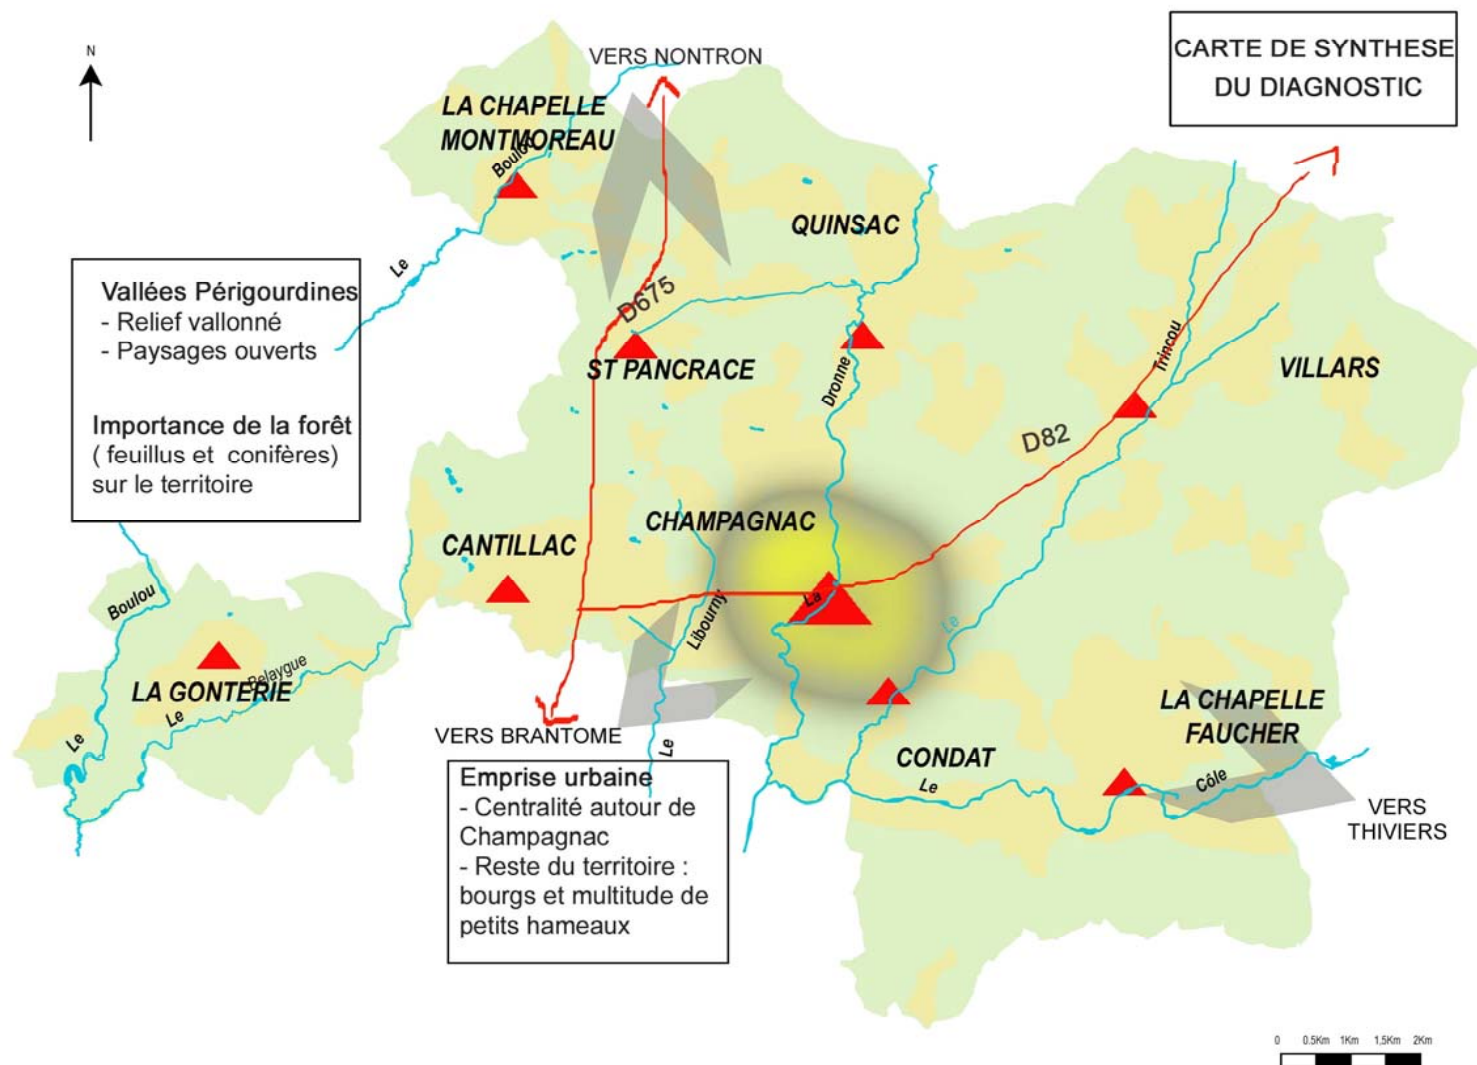 CARTE DE SYNTHESE
DU DIAGNOSTIC
N
VERS NONTRON
LA CHAPELLE
MONTMOREAU
Boulou
Le
QUINSAC
Vallées Périgourdines
- Relief vallonné
- Paysages ouverts
Importance de la forêt
( feuillus et conifères)
sur le territoire
D675
ST PANCRACE
Dronne
Trincou
VILLARS
D82
CHAMPAGNAC
CANTILLAC
La
Libourny
Le
Boulou
Le
LA GONTERIE
Belaygue
Le
Le
VERS BRANTOME
Le
LA CHAPELLE
FAUCHER
CONDAT
Le
Côle
VERS
THIVIERS
Emprise urbaine
- Centralité autour de
Champagnac
- Reste du territoire :
bourgs et multitude de
petits hameaux
0 0.5Km 1Km 1,5Km 2Km